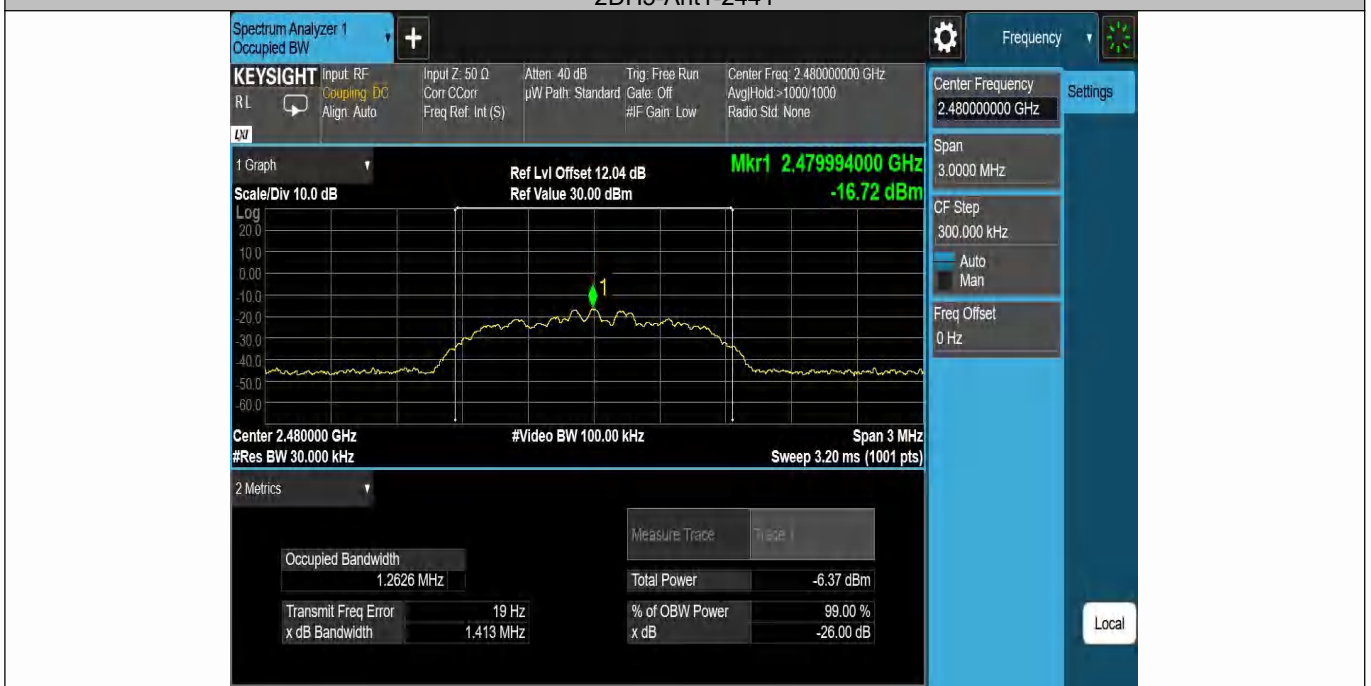 2DH5-Ant1-2441
Spectrum Analyzer 1
Occupied BW
+
Frequency
KEYSIGHT
RL
LXI
Input: RF
Coupling: DC
Align: Auto
Input Z: 50 Ω
Corr CCorr
Freq Ref: Int (S)
Atten: 40 dB
µW Path: Standard
Trig: Free Run
Gate: Off
#IF Gain: Low
Center Freq: 2.480000000 GHz
Avg|Hold:>1000/1000
Radio Std: None
Center Frequency
2.480000000 GHz
Settings
Span
3.0000 MHz
CF Step
300.000 kHz
Auto
Man
Freq Offset
0 Hz
Local
1 Graph
Scale/Div 10.0 dB
Ref Lvl Offset 12.04 dB
Ref Value 30.00 dBm
Mkr1 2.479994000 GHz
-16.72 dBm
Log
20.0
10.0
0.00
-10.0
-20.0
-30.0
-40.0
-50.0
-60.0
1
Center 2.480000 GHz
#Res BW 30.000 kHz
#Video BW 100.00 kHz
Span 3 MHz
Sweep 3.20 ms (1001 pts)
2 Metrics
Measure Trace
Trace 1
Occupied Bandwidth
1.2626 MHz
Total Power
-6.37 dBm
Transmit Freq Error
19 Hz
% of OBW Power
99.00 %
x dB Bandwidth
1.413 MHz
x dB
-26.00 dB